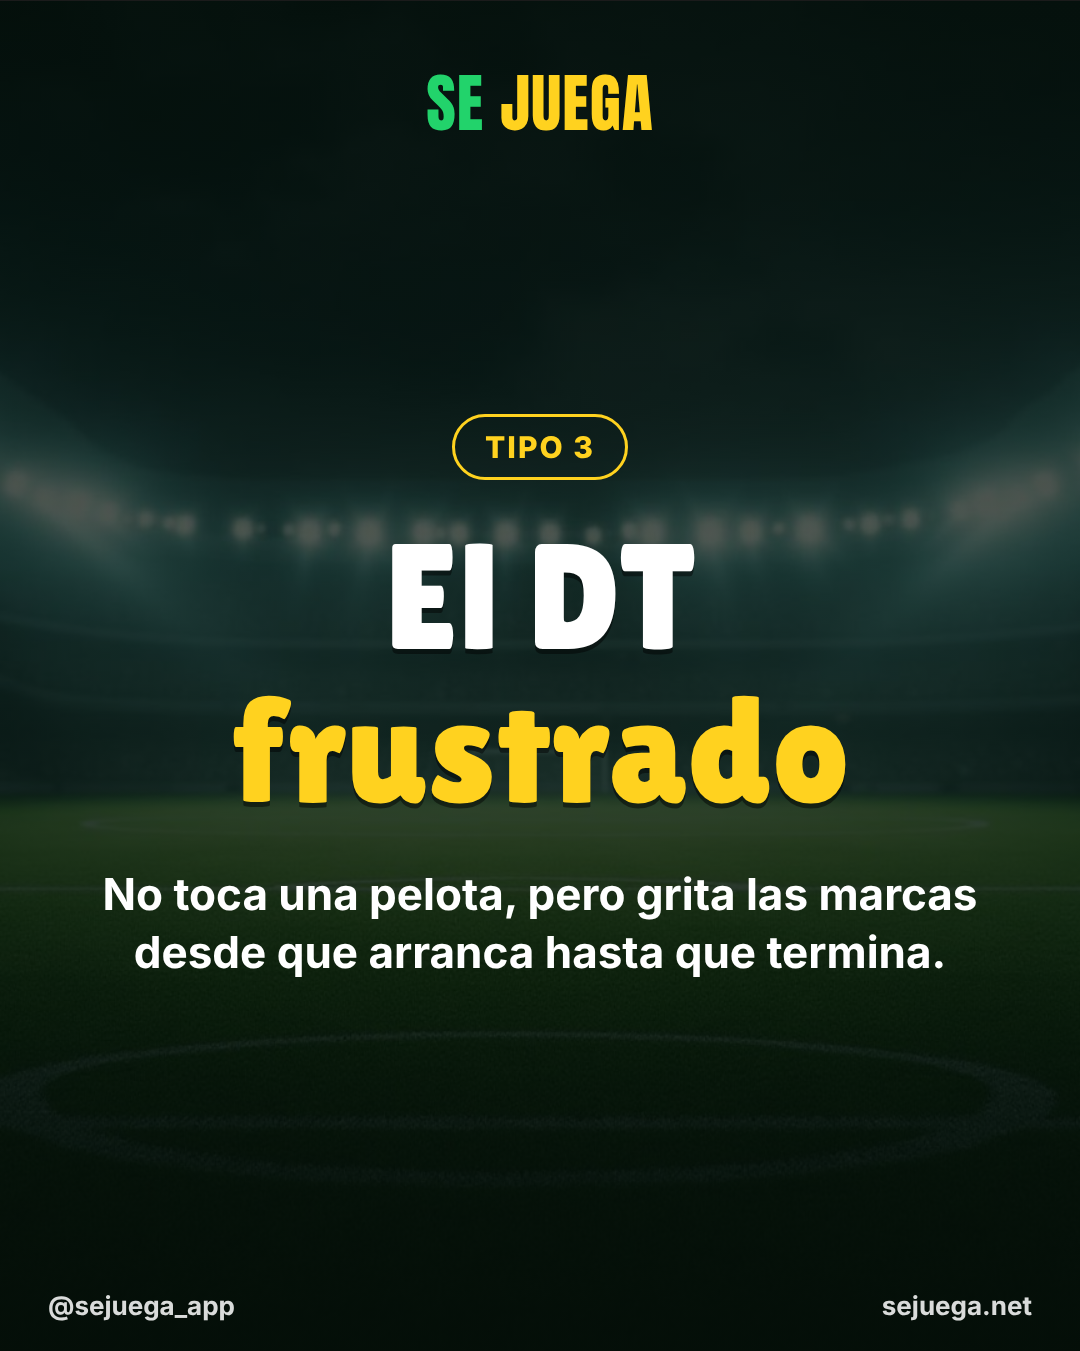 SE JUEGA
TIPO 3
El DT
frustrado
No toca una pelota, pero grita las marcas
desde que arranca hasta que termina.
@sejuega_app
sejuega.net